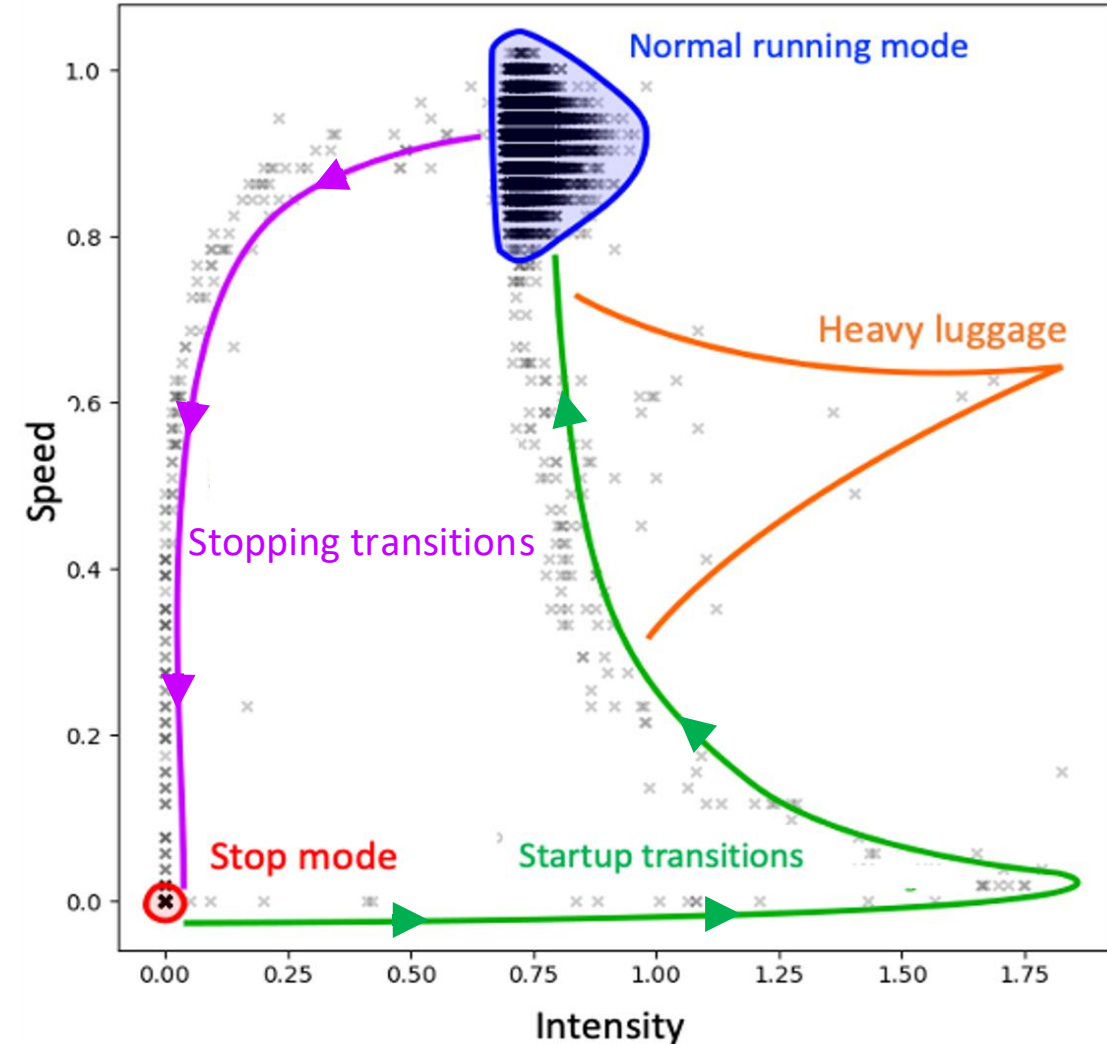 Normal running mode
1.0
0.8
Heavy luggage
0.6
Speed
Stopping transitions
0.4
0.2
Stop mode
Startup transitions
0.0
0.00 0.25 0.50 0.75 1.00 1.25 1.50 1.75
Intensity